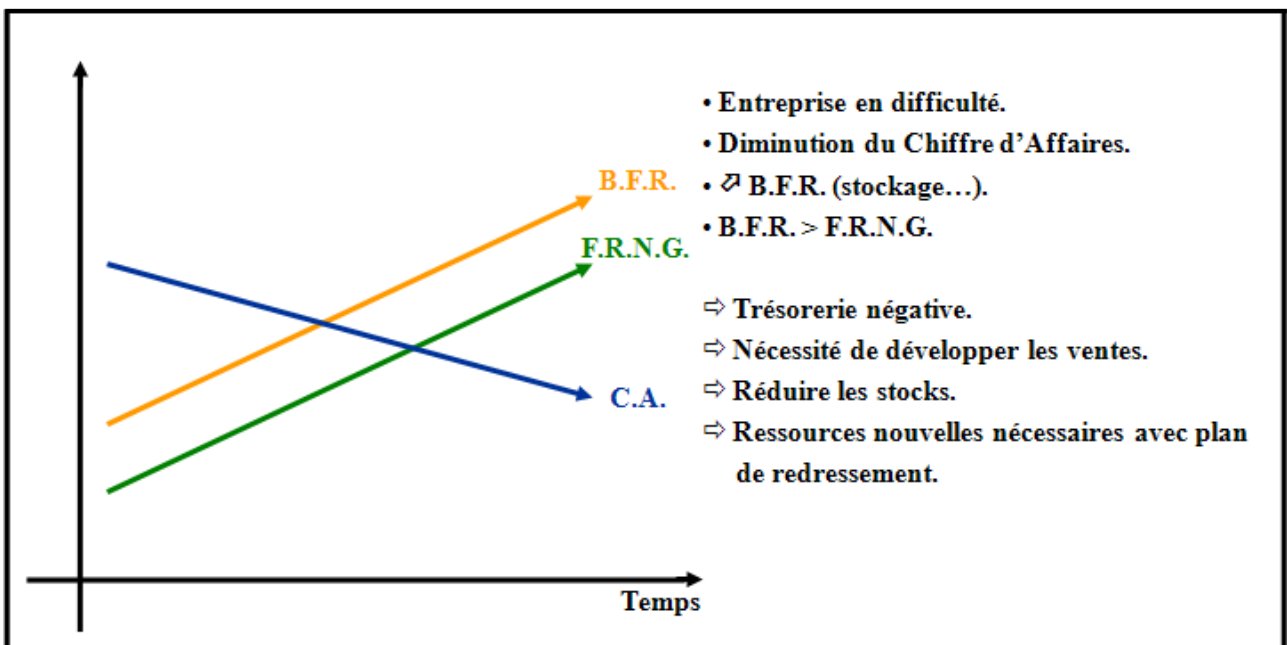 • Entreprise en difficulté.
• Diminution du Chiffre d’Affaires.
• ⬀ B.F.R. (stockage…).
• B.F.R. > F.R.N.G.
⇨ Trésorerie négative.
⇨ Nécessité de développer les ventes.
⇨ Réduire les stocks.
⇨ Ressources nouvelles nécessaires avec plan
de redressement.
B.F.R.
F.R.N.G.
C.A.
Temps